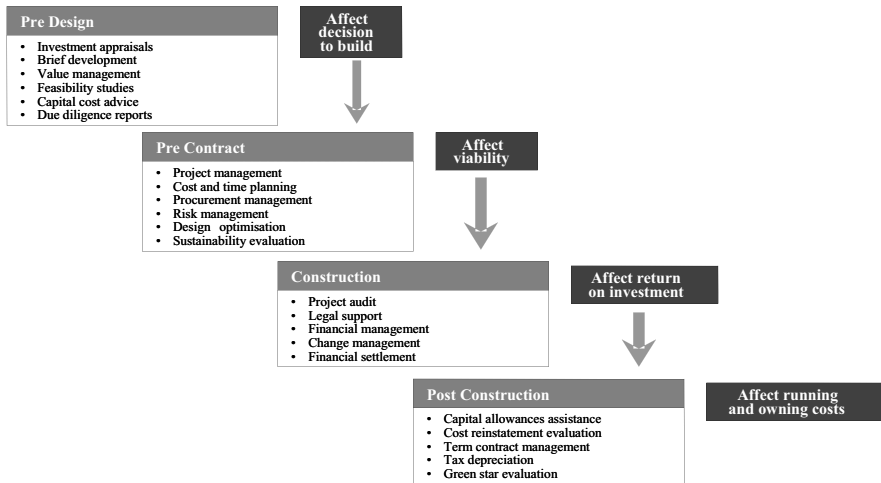 Pre Design
• Investment appraisals
• Brief development
• Value management
• Feasibility studies
• Capital cost advice
• Due diligence reports
Affect
decision
to build
Pre Contract
• Project management
• Cost and time planning
• Procurement management
• Risk management
• Design optimisation
• Sustainability evaluation
Affect
viability
Construction
• Project audit
• Legal support
• Financial management
• Change management
• Financial settlement
Affect return
on investment
Post Construction
• Capital allowances assistance
• Cost reinstatement evaluation
• Term contract management
• Tax depreciation
• Green star evaluation
Affect running
and owning costs